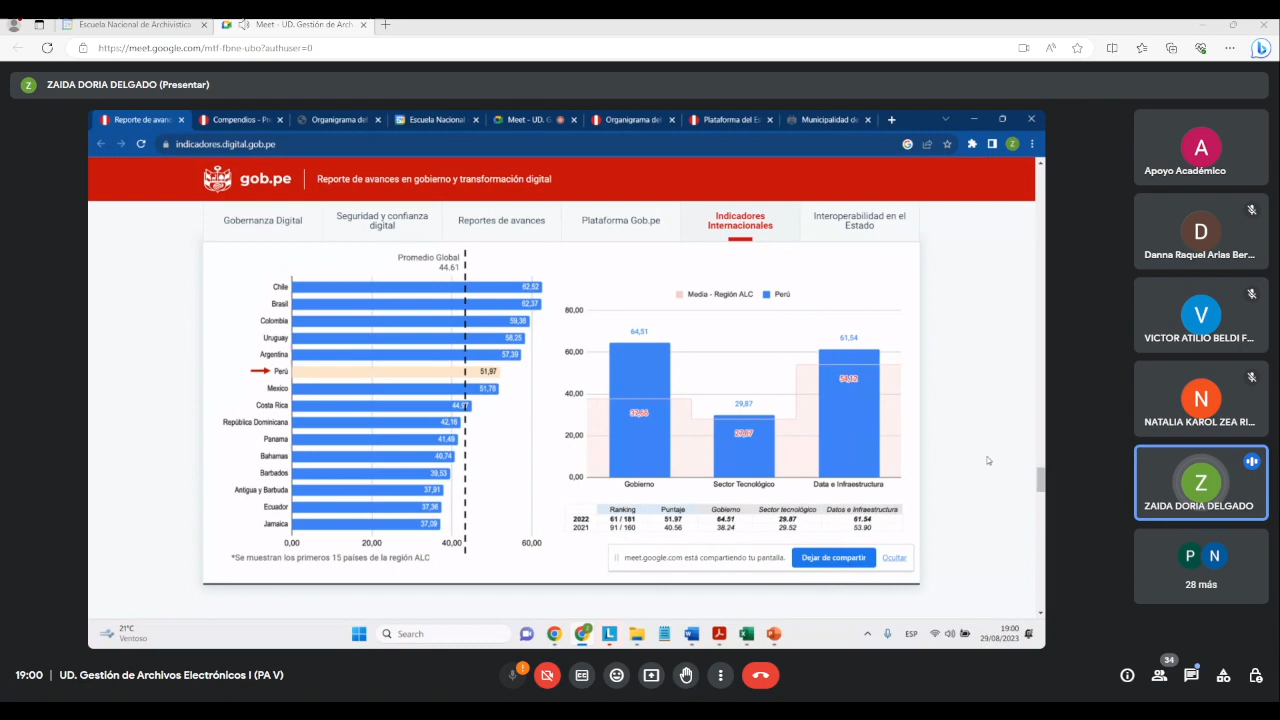 Escuela Nacional de Archivística
Meet - UD. Gestión de Arch
https://meet.google.com/mtf-fbne-ubo?authuser=0
Z ZAIDA DORIA DELGADO (Presentar)
Reporte de avanc
Compendios - Pr
Organigrama del
Escuela Nacional
Meet - UD. G
Organigrama del
Plataforma del Es
Municipalidad de
indicadores.digital.gob.pe
Z
gob.pe
Reporte de avances en gobierno y transformación digital
Gobernanza Digital
Seguridad y confianza
digital
Reportes de avances
Plataforma Gob.pe
Indicadores
Internacionales
Interoperabilidad en el
Estado
Promedio Global
44.61
Chile 62,52
Brasil 62,37
Colombia 59,38
Uruguay 58,25
Argentina 57,39
Perú 51,97
Mexico 51,78
Costa Rica
República Dominicana 42,16
Panama 41,49
Bahamas 40,74
Barbados 39,53
Antigua y Barbuda 37,91
Ecuador 37,36
Jamaica 37,09
0,00 20,00 40,00 60,00
*Se muestran los primeros 15 países de la región ALC
Media - Región ALC Perú
80,00
60,00
40,00
20,00
0,00
64,51
29,87
61,54
54,12
Gobierno Sector Tecnológico Data e Infraestructura
Ranking Puntaje Gobierno Sector tecnológico Datos e Infraestructura
2022 61 / 181 51.97 64.51 29.87 61.54
2021 91 / 160 40.56 38.24 29.52 53.90
meet.google.com está compartiendo tu pantalla.
Dejar de compartir
Ocultar
21°C
Ventoso
Search
ESP
19:00
29/08/2023
A
Apoyo Académico
D
Danna Raquel Arias Ber...
V
VICTOR ATILIO BELDI F...
N
NATALIA KAROL ZEA RI...
Z
ZAIDA DORIA DELGADO
P N
28 más
19:00 | UD. Gestión de Archivos Electrónicos I (PA V)
34